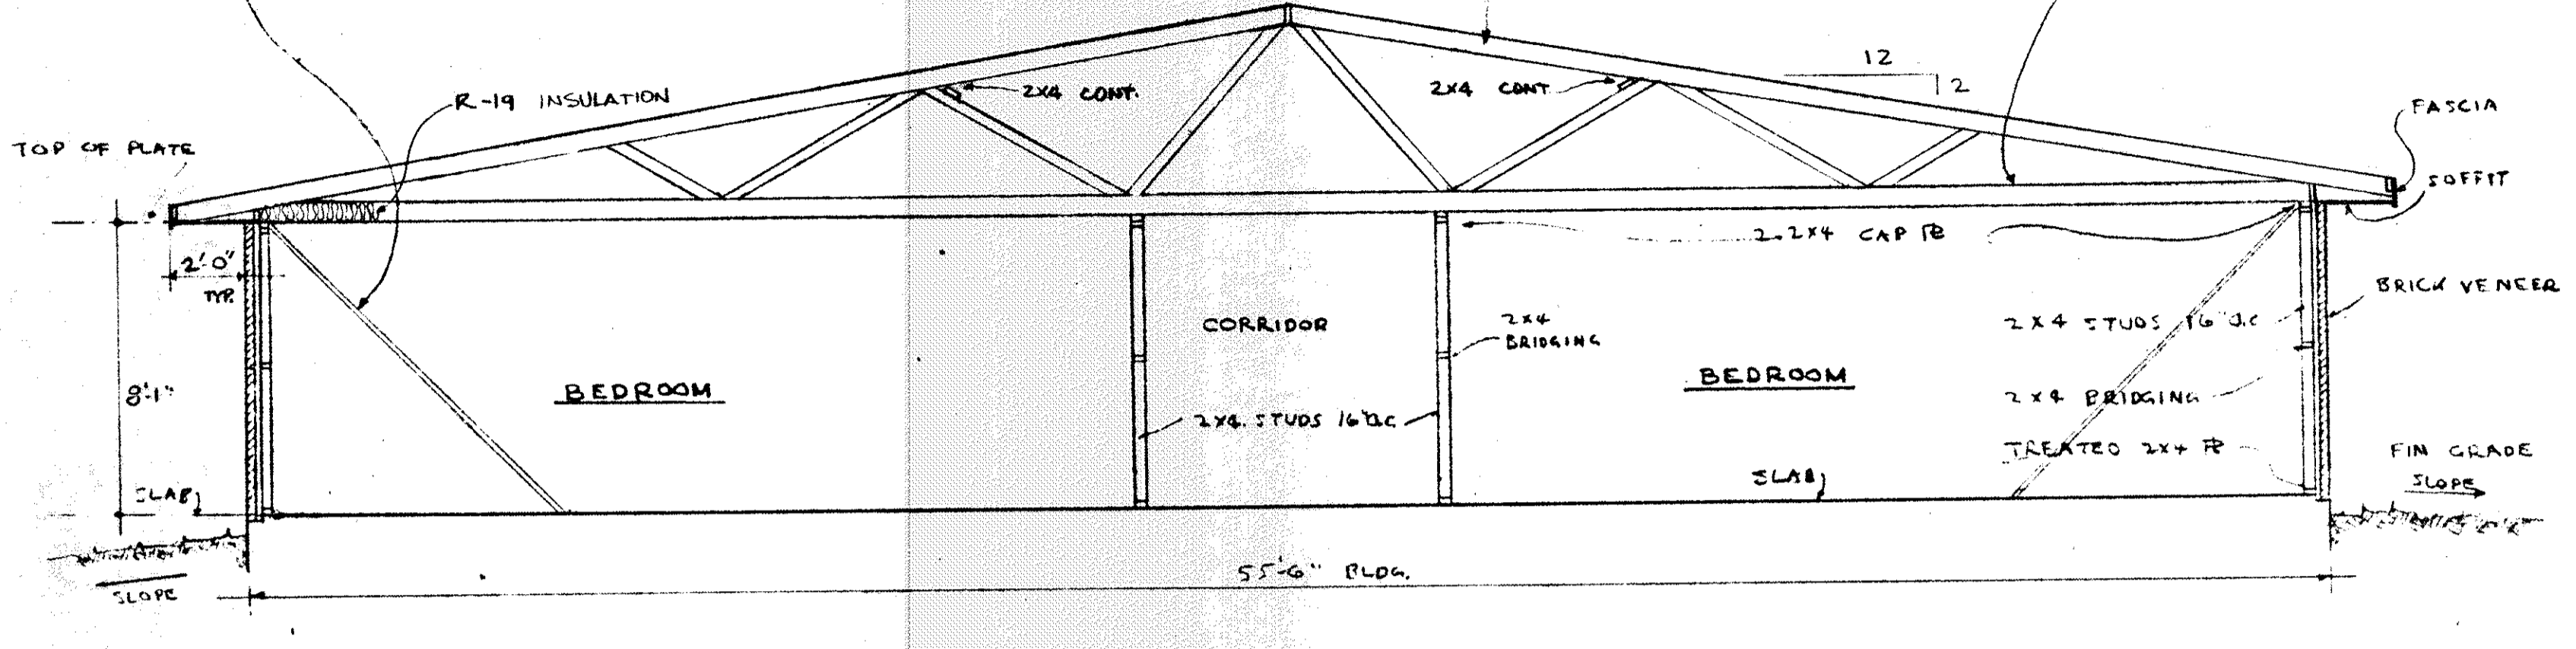 12
2
2X4 CONT.
2X4 CONT.
R-19 INSULATION
FASCIA
TOP OF PLATE
SOFFIT
2-2X4 CAP PL
2'-0"
TYP.
BRICK VENEER
CORRIDOR
2X4
BRIDGING
2X4 STUDS 16"O.C
8'-1"
BEDROOM
BEDROOM
2X4 BRIDGING
2X4 STUDS 16"O.C
TREATED 2X4 PL
FIN GRADE
SLOPE
SLAB
SLAB
55'-6" BLDG.
SLOPE